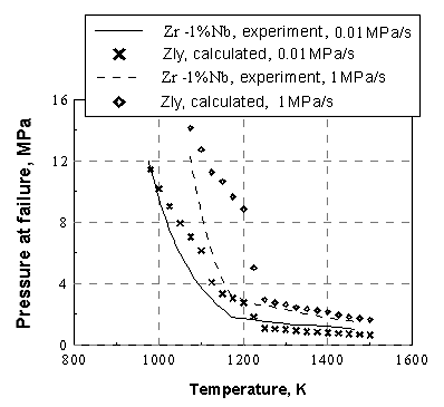 Zr -1%Nb, experiment, 0.01MPa/s
Zly, calculated, 0.01MPa/s
Zr -1%Nb, experiment, 1MPa/s
Zly, calculated, 1MPa/s
Pressure at failure, MPa
16
12
8
4
0
800
1000
1200
1400
1600
Temperature, K